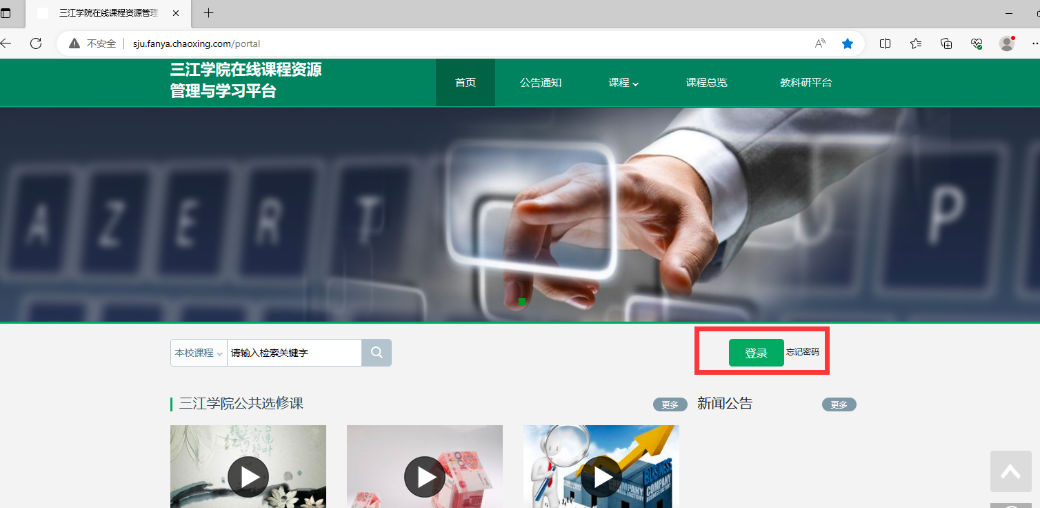 三江学院在线课程资源管理
不安全
sju.fanya.chaoxing.com/portal
三江学院在线课程资源
管理与学习平台
首页
公告通知
课程
课程总览
教科研平台
A Z E R T
P
本校课程
请输入检索关键字
登录
忘记密码
三江学院公共选修课
更多
新闻公告
更多
BUSINESS
COMPANY
COMPANY